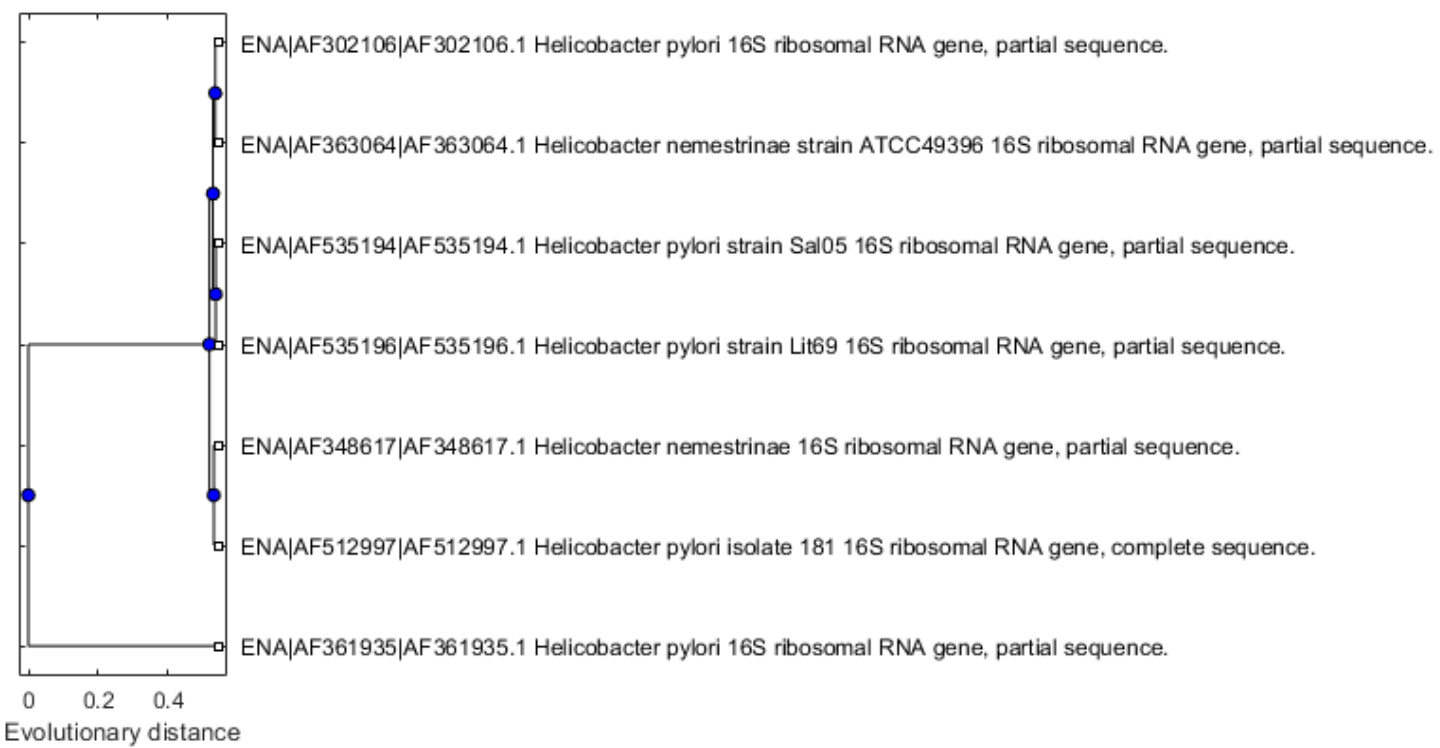 ENA|AF302106|AF302106.1 Helicobacter pylori 16S ribosomal RNA gene, partial sequence.
ENA|AF363064|AF363064.1 Helicobacter nemestrinae strain ATCC49396 16S ribosomal RNA gene, partial sequence.
ENA|AF535194|AF535194.1 Helicobacter pylori strain Sal05 16S ribosomal RNA gene, partial sequence.
ENA|AF535196|AF535196.1 Helicobacter pylori strain Lit69 16S ribosomal RNA gene, partial sequence.
ENA|AF348617|AF348617.1 Helicobacter nemestrinae 16S ribosomal RNA gene, partial sequence.
ENA|AF512997|AF512997.1 Helicobacter pylori isolate 181 16S ribosomal RNA gene, complete sequence.
ENA|AF361935|AF361935.1 Helicobacter pylori 16S ribosomal RNA gene, partial sequence.
0 0.2 0.4
Evolutionary distance